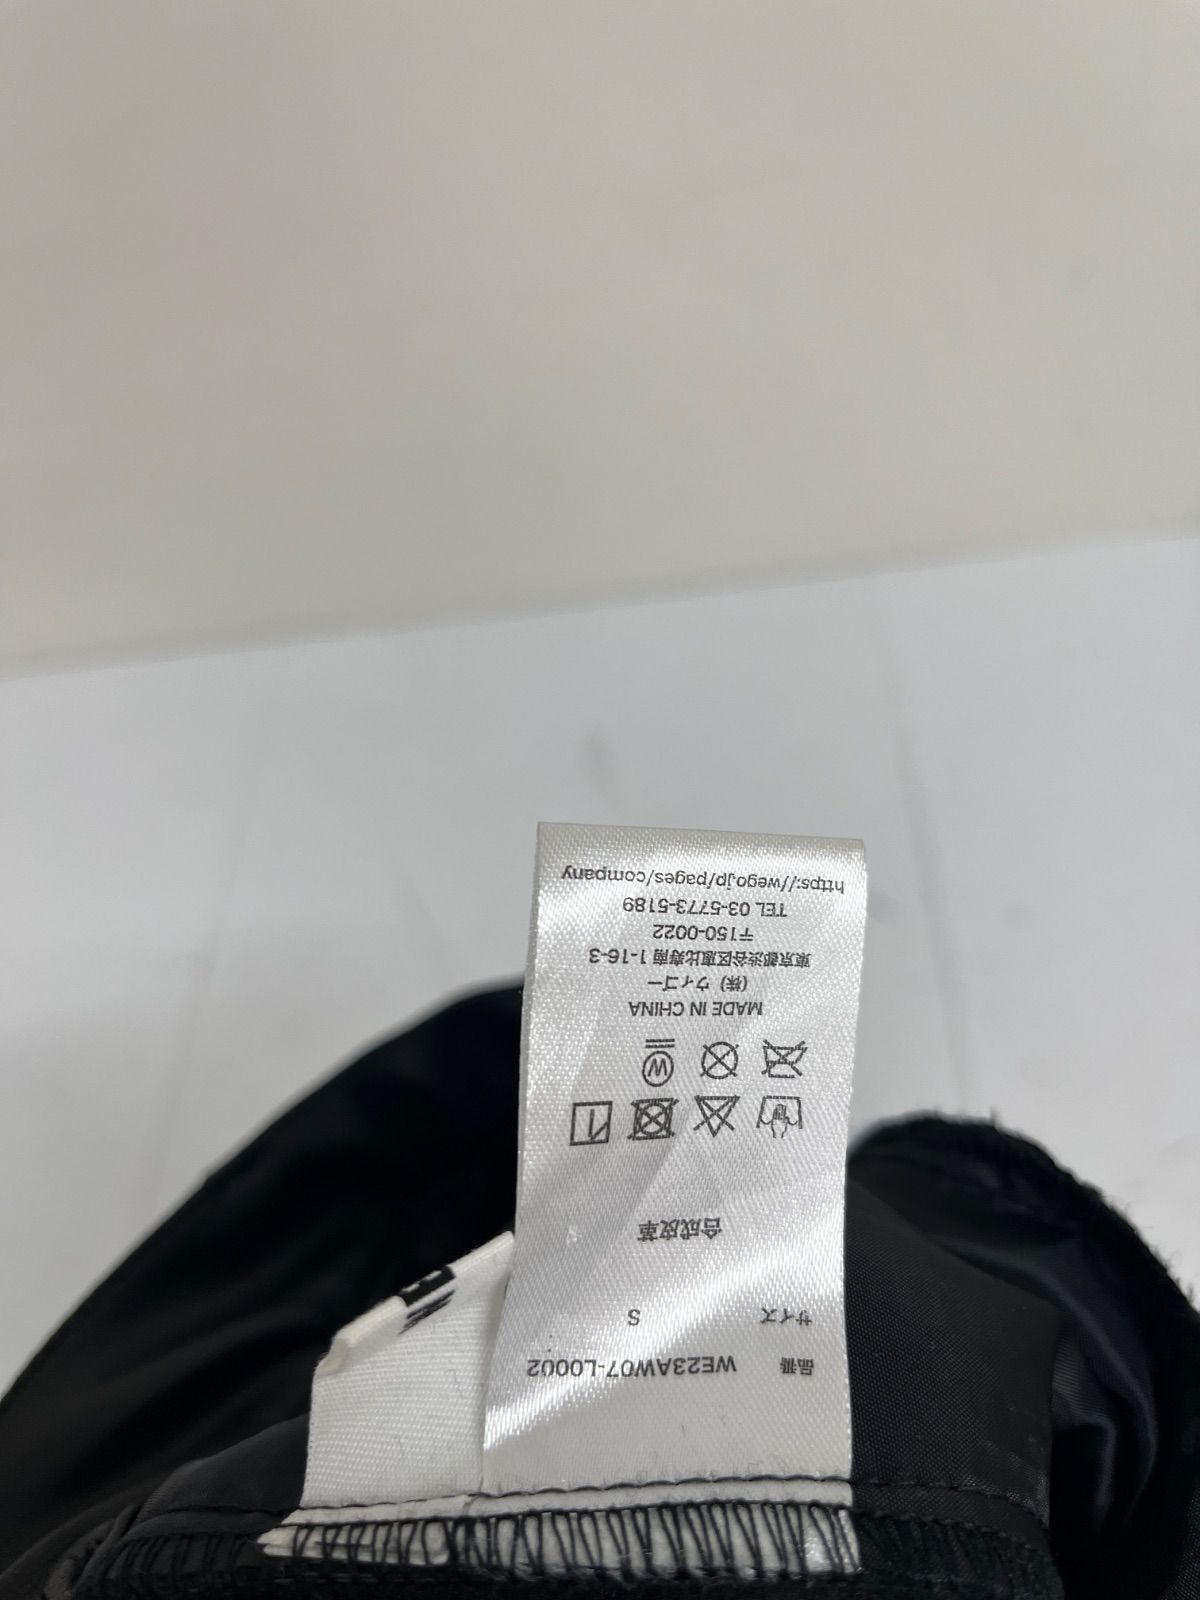 品番 WE23AW07-L0002
サイズ S
合成皮革
MADE IN CHINA
(株) ウィゴー
東京都渋谷区恵比寿南 1-16-3
〒150-0022
TEL 03-5773-5189
https://wego.jp/pages/company